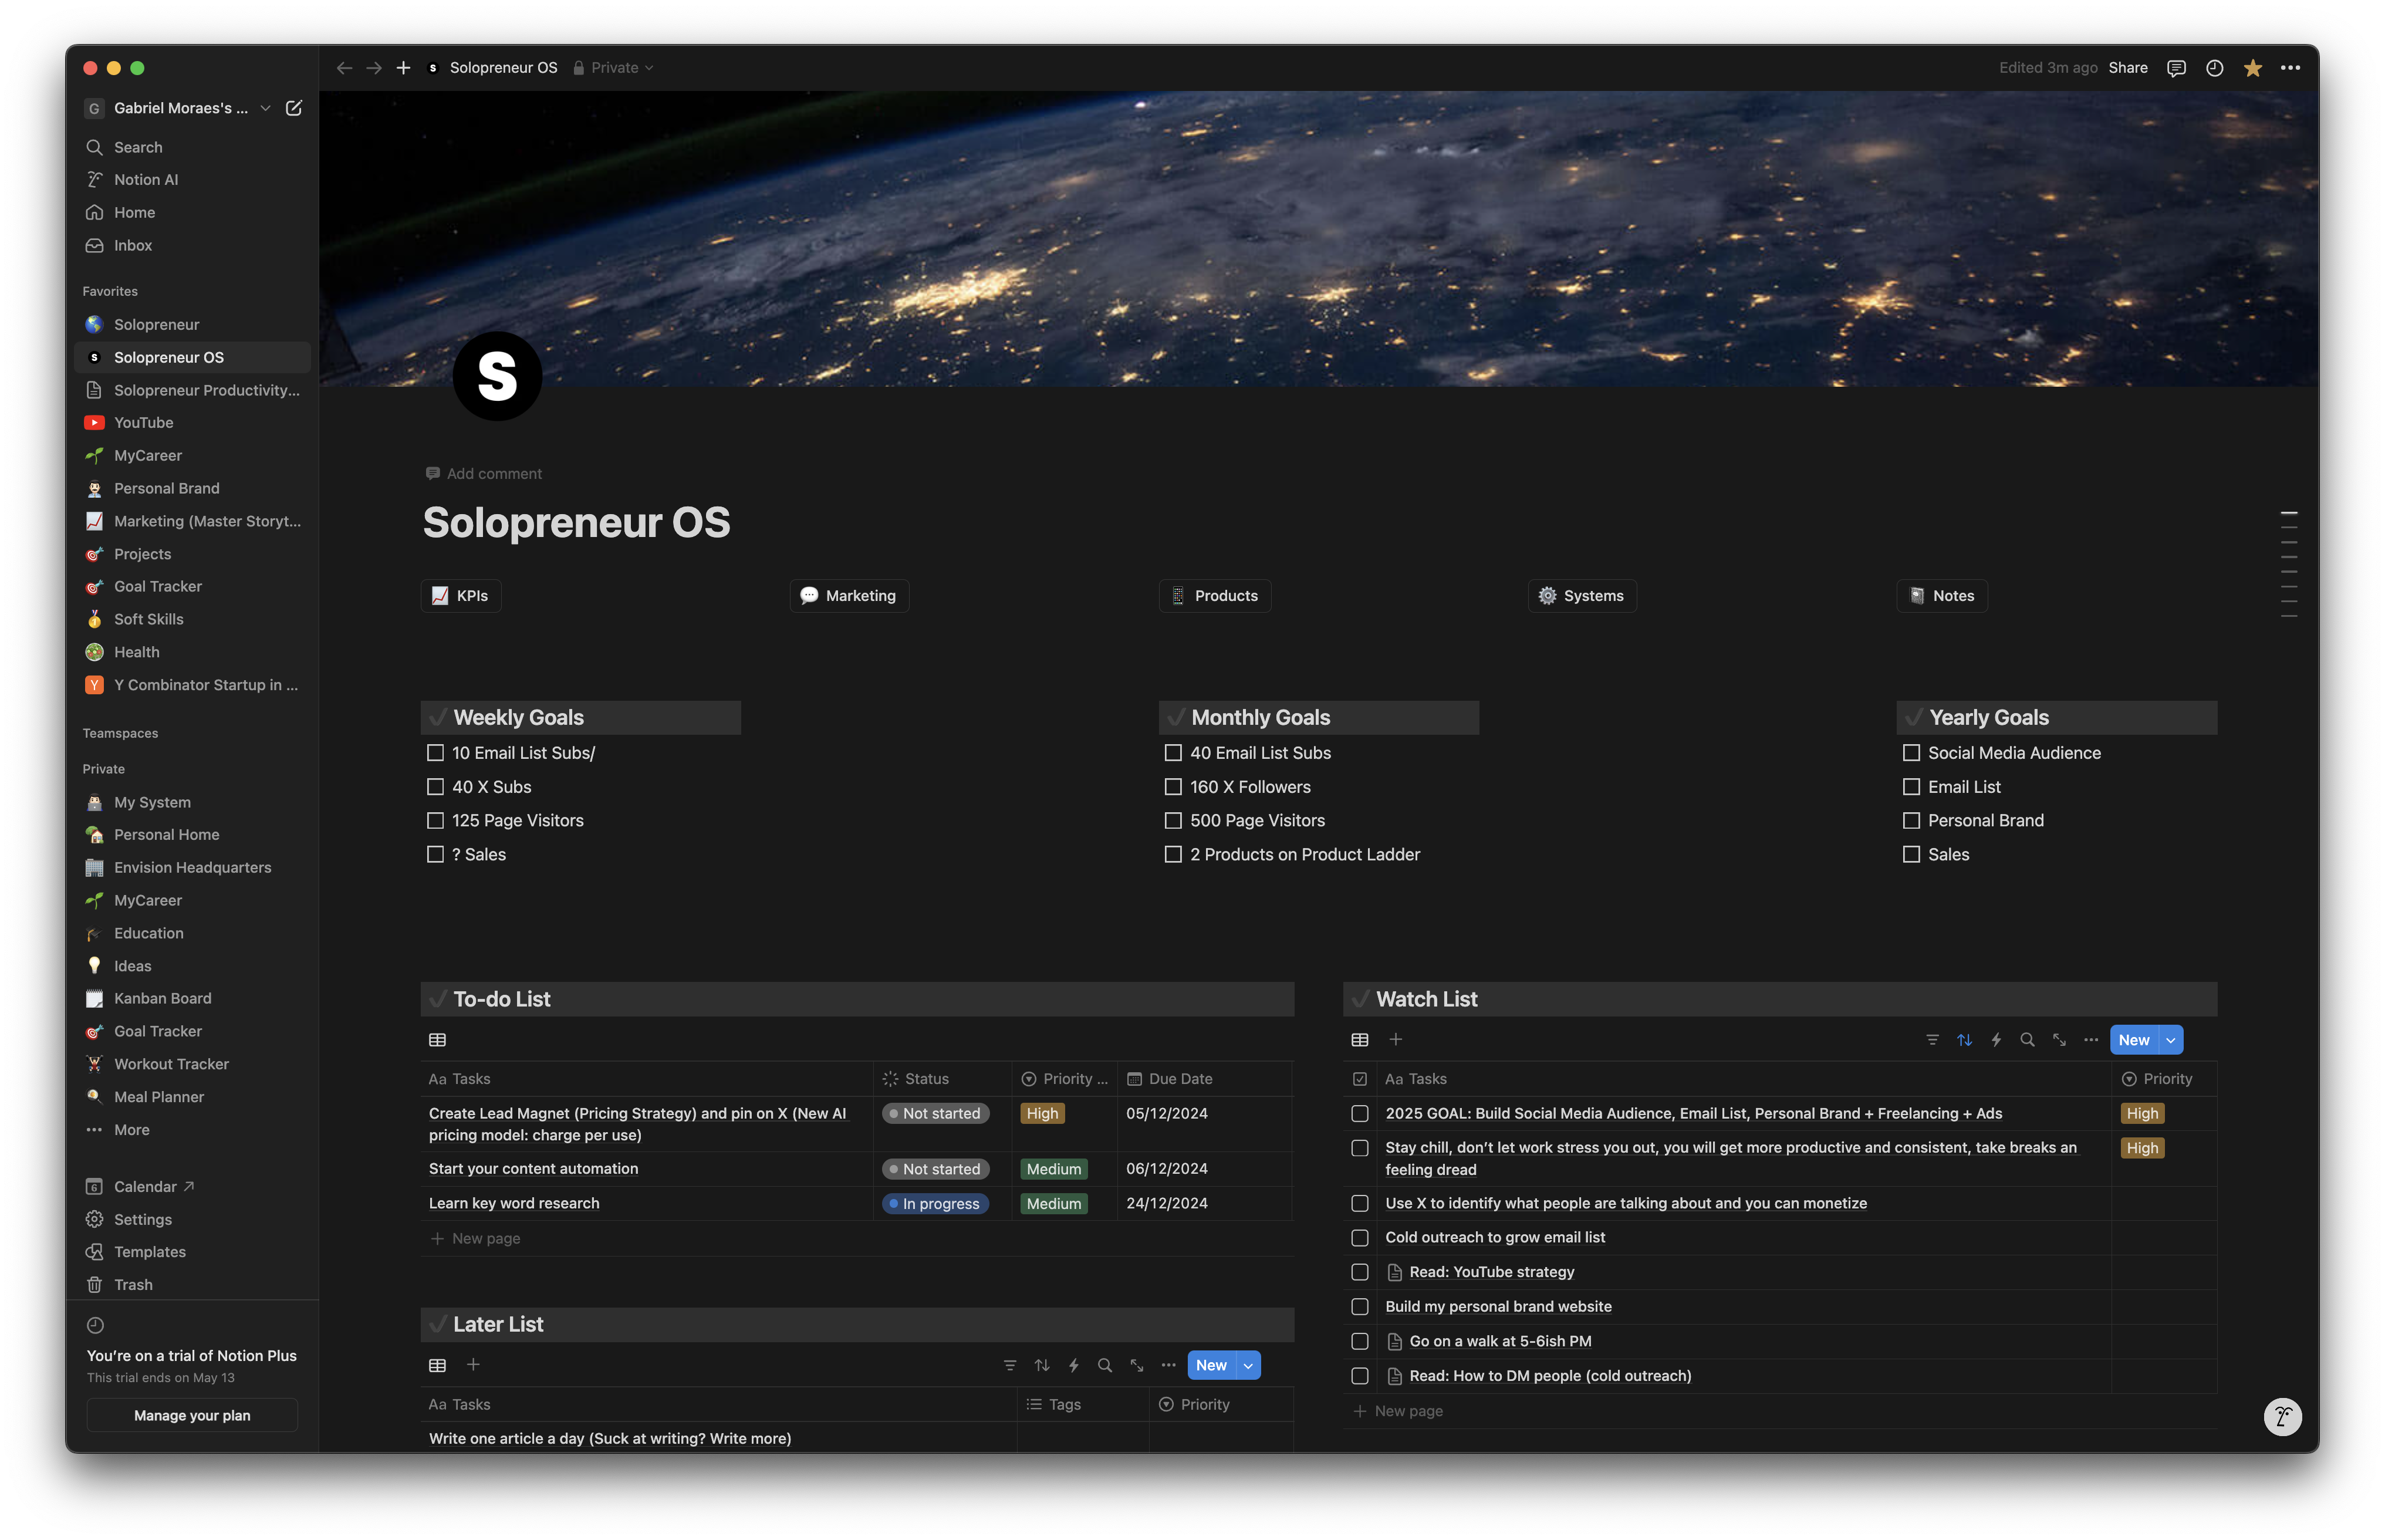 Solopreneur OS Private
Edited 3m ago Share
G Gabriel Moraes's ...
Search
Notion AI
Home
Inbox
Favorites
Solopreneur
S Solopreneur OS
Solopreneur Productivity...
YouTube
MyCareer
Personal Brand
Marketing (Master Storyt...
Projects
Goal Tracker
Soft Skills
Health
Y Y Combinator Startup in ...
Teamspaces
Private
My System
Personal Home
Envision Headquarters
MyCareer
Education
Ideas
Kanban Board
Goal Tracker
Workout Tracker
Meal Planner
More
6 Calendar
Settings
Templates
Trash
You're on a trial of Notion Plus
This trial ends on May 13
Manage your plan
S
Add comment
Solopreneur OS
KPIs
Marketing
Products
Systems
Notes
Weekly Goals
10 Email List Subs/
40 X Subs
125 Page Visitors
? Sales
Monthly Goals
40 Email List Subs
160 X Followers
500 Page Visitors
2 Products on Product Ladder
Yearly Goals
Social Media Audience
Email List
Personal Brand
Sales
To-do List
Aa Tasks Status Priority ... Due Date
Create Lead Magnet (Pricing Strategy) and pin on X (New AI
pricing model: charge per use) Not started High 05/12/2024
Start your content automation Not started Medium 06/12/2024
Learn key word research In progress Medium 24/12/2024
New page
Later List
New
Aa Tasks Tags Priority
Write one article a day (Suck at writing? Write more)
Watch List
New
Aa Tasks Priority
2025 GOAL: Build Social Media Audience, Email List, Personal Brand + Freelancing + Ads High
Stay chill, don't let work stress you out, you will get more productive and consistent, take breaks an High
feeling dread
Use X to identify what people are talking about and you can monetize
Cold outreach to grow email list
Read: YouTube strategy
Build my personal brand website
Go on a walk at 5-6ish PM
Read: How to DM people (cold outreach)
New page